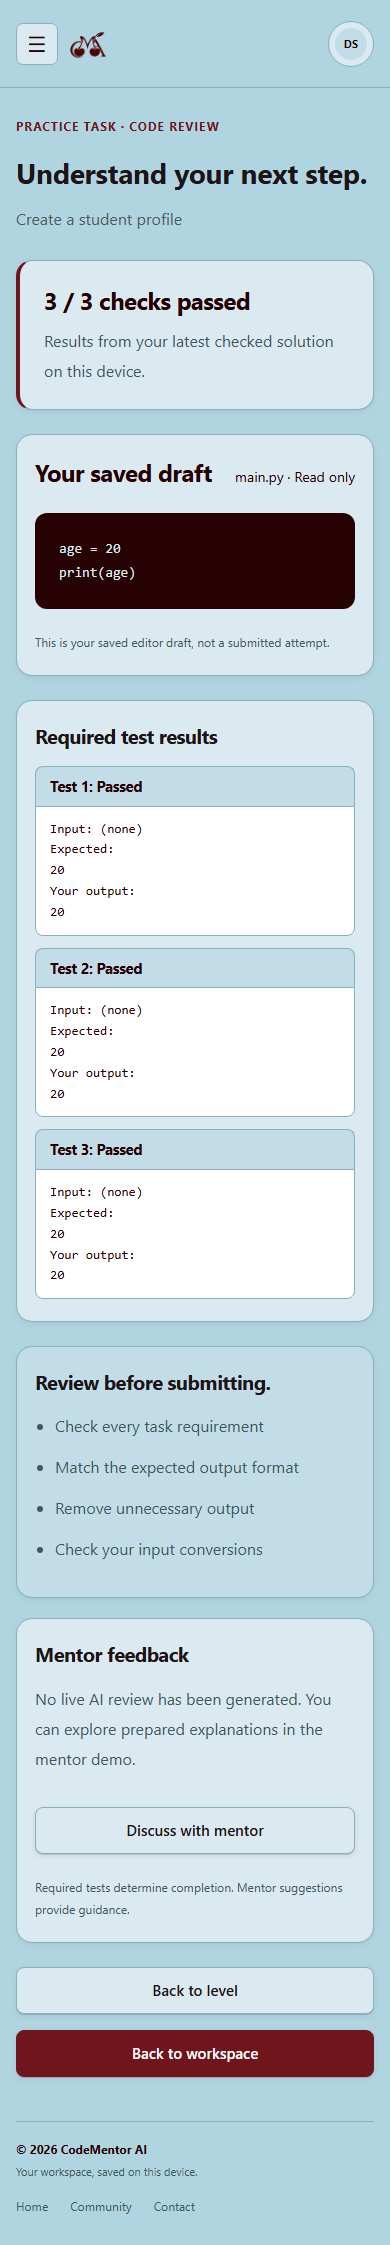 ☰
DS
PRACTICE TASK · CODE REVIEW
Understand your next step.
Create a student profile
3 / 3 checks passed
Results from your latest checked solution
on this device.
Your saved draft
main.py · Read only
age = 20
print(age)
This is your saved editor draft, not a submitted attempt.
Required test results
Test 1: Passed
Input: (none)
Expected:
20
Your output:
20
Test 2: Passed
Input: (none)
Expected:
20
Your output:
20
Test 3: Passed
Input: (none)
Expected:
20
Your output:
20
Review before submitting.
• Check every task requirement
• Match the expected output format
• Remove unnecessary output
• Check your input conversions
Mentor feedback
No live AI review has been generated. You
can explore prepared explanations in the
mentor demo.
Discuss with mentor
Required tests determine completion. Mentor suggestions
provide guidance.
Back to level
Back to workspace
© 2026 CodeMentor AI
Your workspace, saved on this device.
Home Community Contact